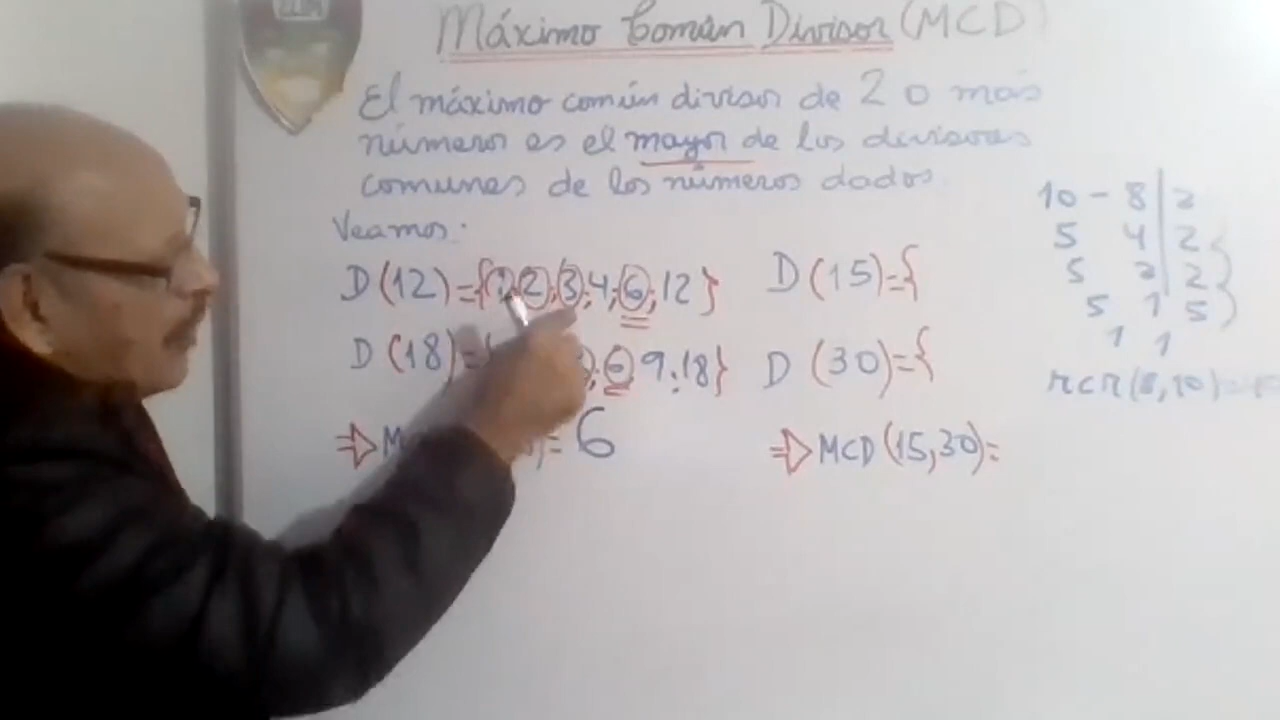 Máximo Común Divisor (MCD)
El máximo común divisor de 2 o más
números es el mayor de los divisores
comunes de los números dados.
Veamos:
D(12)={1;2;3;4;6;12}
D(18)={ 9;18}
⇒ M = 6
D(15)={
D(30)={
⇒ MCD(15,30)=
10 - 8 | 2
5 4 | 2
5 2 | 2
5 1 | 5
1 1